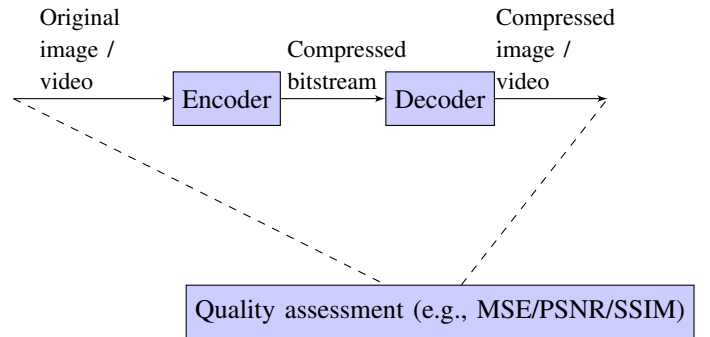 Original
image /
video
Encoder
Compressed
bitstream
Decoder
Compressed
image /
video
Quality assessment (e.g., MSE/PSNR/SSIM)